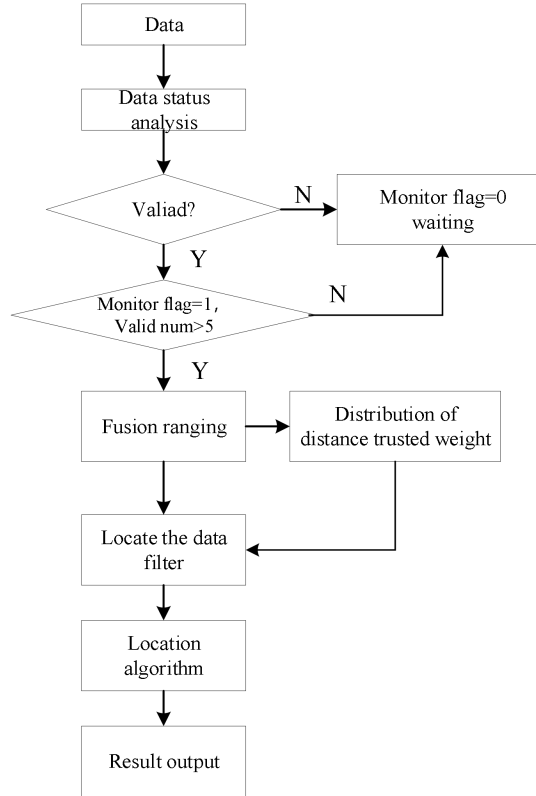 Data
Data status
analysis
Valiad?
N
Monitor flag=0
waiting
Y
Monitor flag=1,
Valid num>5
N
Y
Fusion ranging
Distribution of
distance trusted weight
Locate the data
filter
Location
algorithm
Result output